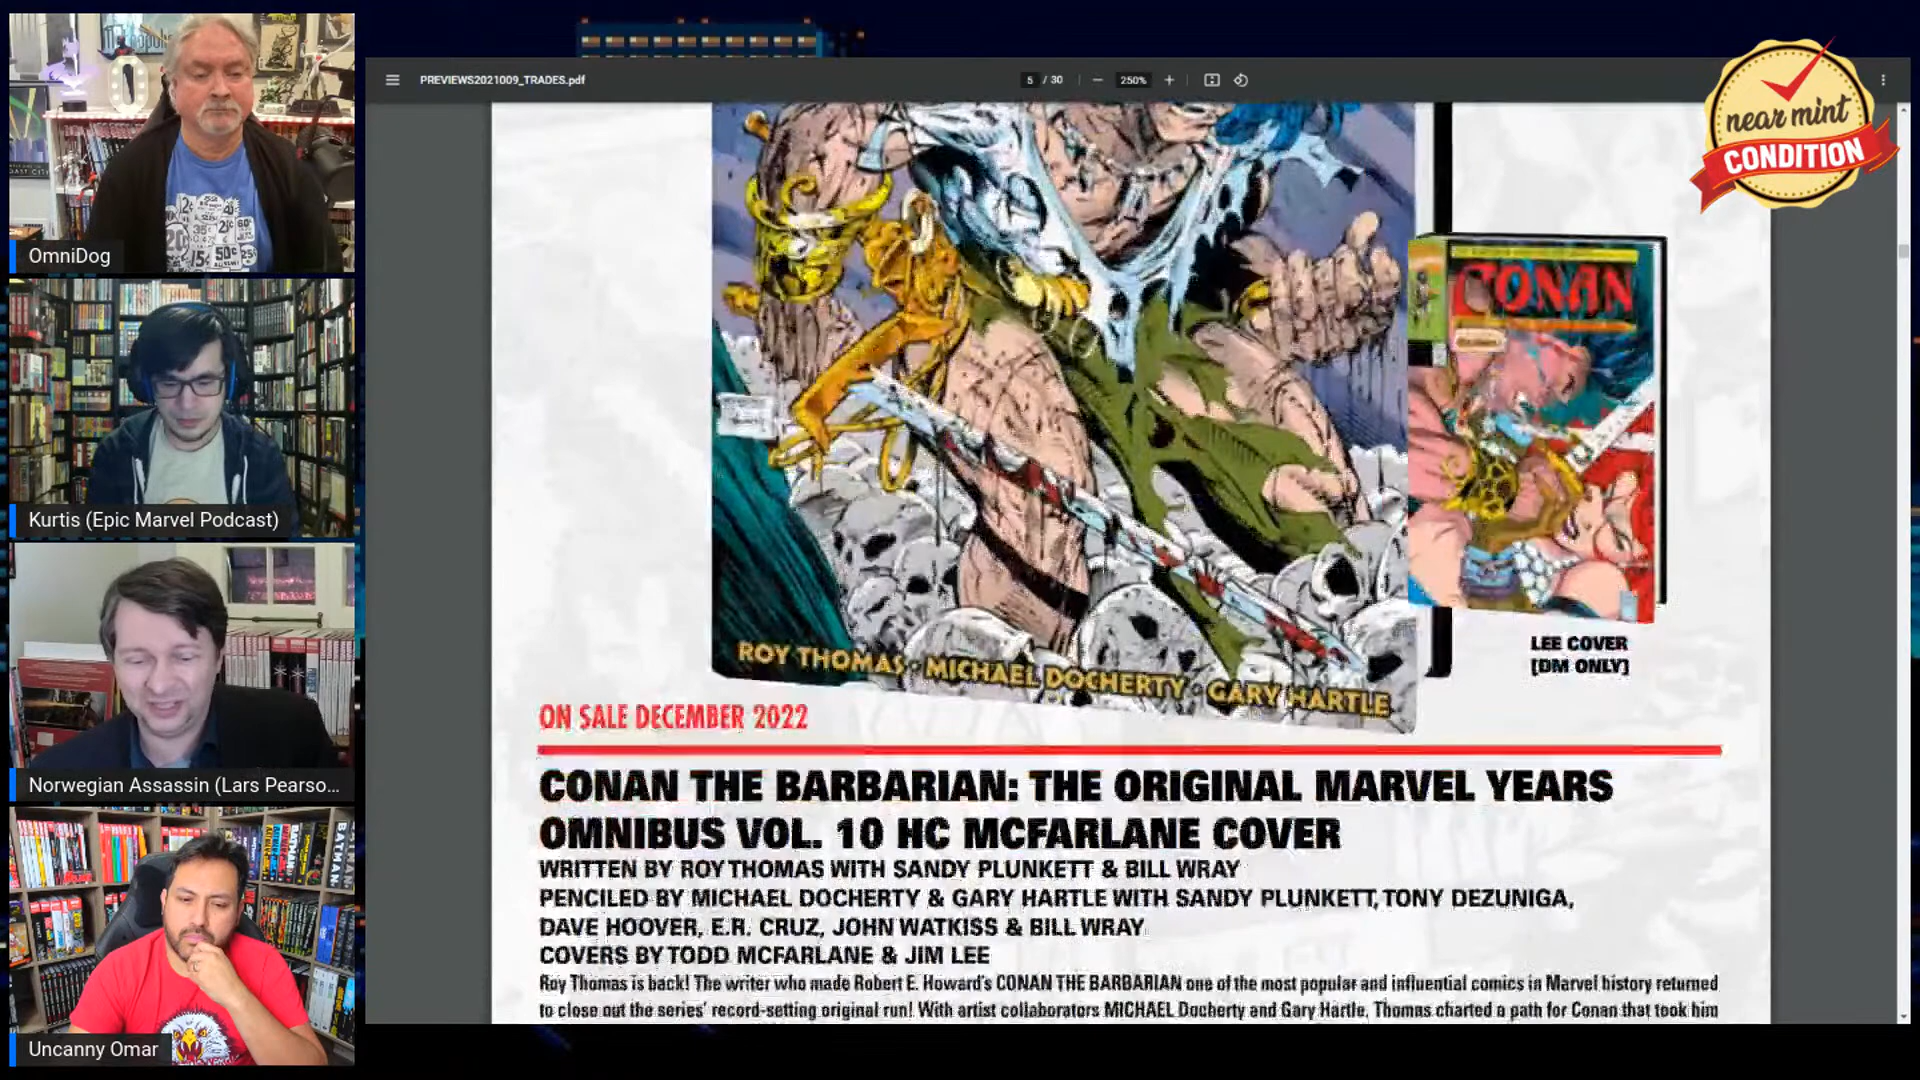 OmniDog
Kurtis (Epic Marvel Podcast)
Norwegian Assassin (Lars Pearso...
Uncanny Omar
BATMAN
PREVIEWS2021009_TRADES.pdf
5 / 30
250%
near mint
CONDITION
CONAN
LEE COVER
[DM ONLY]
ROY THOMAS · MICHAEL DOCHERTY · GARY HARTLE
ON SALE DECEMBER 2022
CONAN THE BARBARIAN: THE ORIGINAL MARVEL YEARS
OMNIBUS VOL. 10 HC MCFARLANE COVER
WRITTEN BY ROY THOMAS WITH SANDY PLUNKETT & BILL WRAY
PENCILED BY MICHAEL DOCHERTY & GARY HARTLE WITH SANDY PLUNKETT, TONY DEZUNIGA,
DAVE HOOVER, E.R. CRUZ, JOHN WATKISS & BILL WRAY
COVERS BY TODD MCFARLANE & JIM LEE
Roy Thomas is back! The writer who made Robert E. Howard's CONAN THE BARBARIAN one of the most popular and influential comics in Marvel history returned
to close out the series' record-setting original run! With artist collaborators MICHAEL Docherty and Gary Hartle, Thomas charted a path for Conan that took him